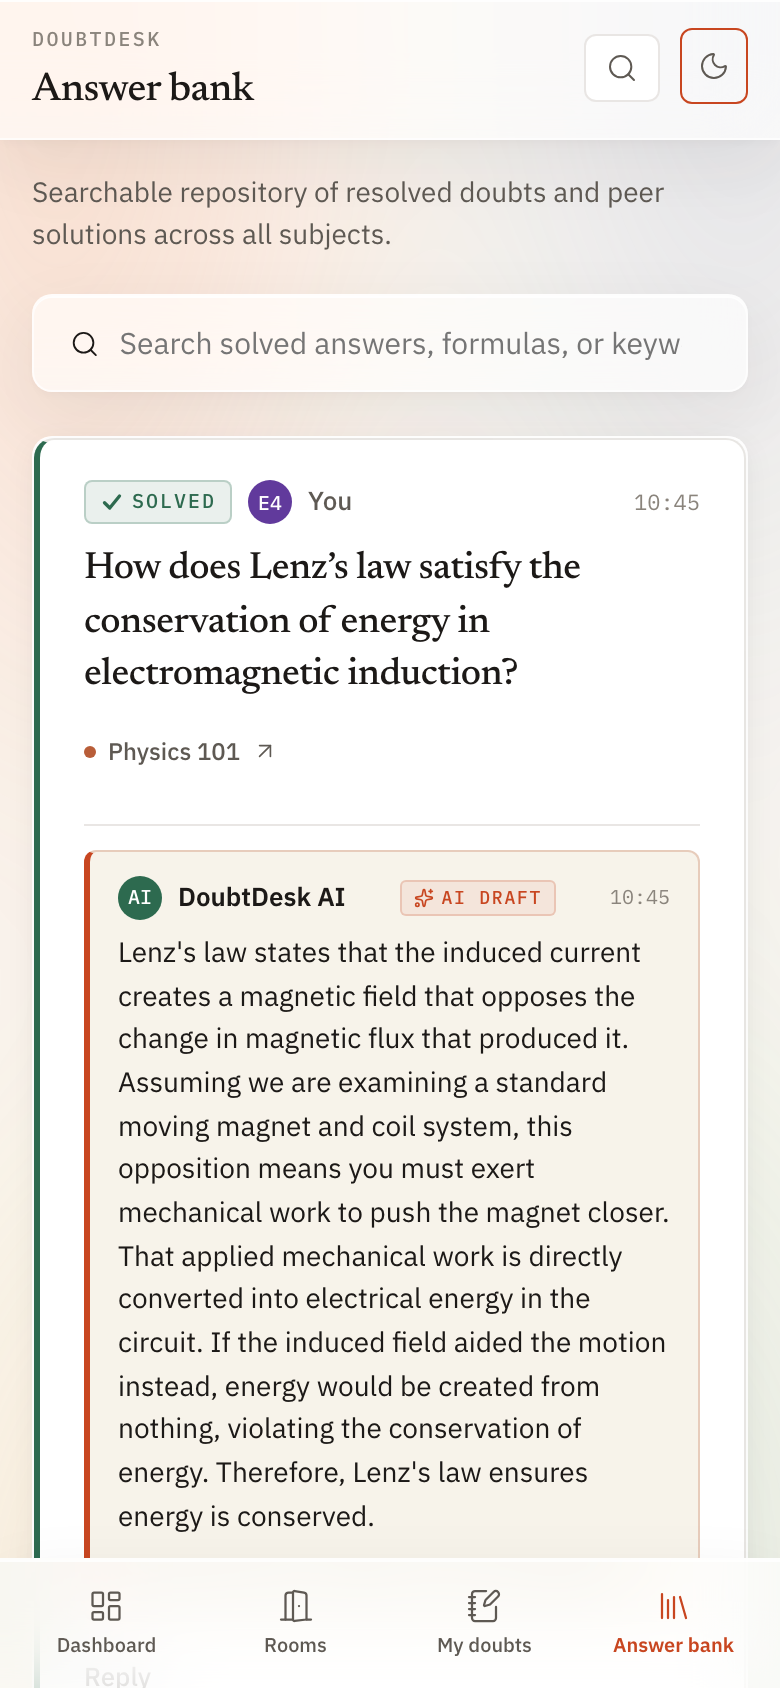 DOUBTDESK
Answer bank
Searchable repository of resolved doubts and peer
solutions across all subjects.
Search solved answers, formulas, or keyw
SOLVED E4 You 10:45
How does Lenz’s law satisfy the
conservation of energy in
electromagnetic induction?
Physics 101
AI DoubtDesk AI AI DRAFT 10:45
Lenz's law states that the induced current
creates a magnetic field that opposes the
change in magnetic flux that produced it.
Assuming we are examining a standard
moving magnet and coil system, this
opposition means you must exert
mechanical work to push the magnet closer.
That applied mechanical work is directly
converted into electrical energy in the
circuit. If the induced field aided the motion
instead, energy would be created from
nothing, violating the conservation of
energy. Therefore, Lenz's law ensures
energy is conserved.
Dashboard Rooms My doubts Answer bank
Reply